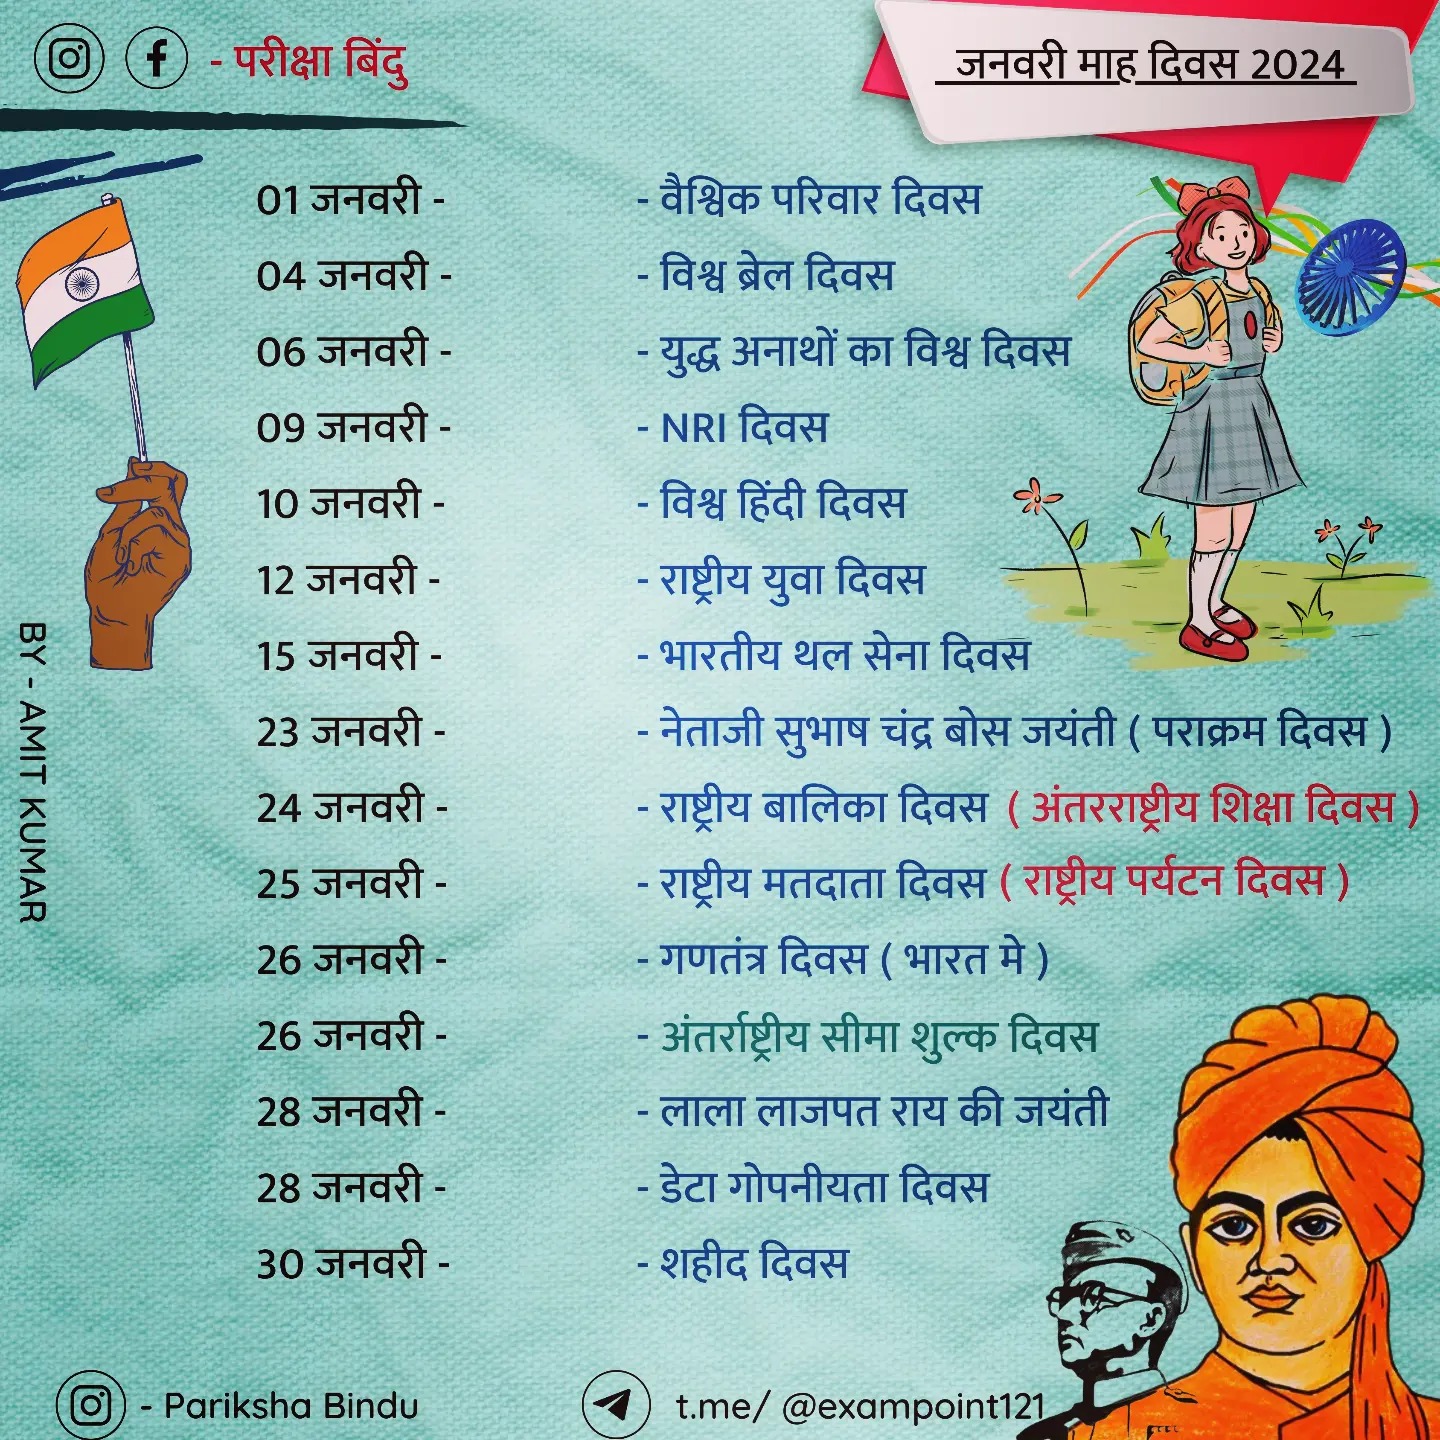 - परीक्षा बिंदु
जनवरी माह दिवस 2024
01 जनवरी - - वैश्विक परिवार दिवस
04 जनवरी - - विश्व ब्रेल दिवस
06 जनवरी - - युद्ध अनाथों का विश्व दिवस
09 जनवरी - - NRI दिवस
10 जनवरी - - विश्व हिंदी दिवस
12 जनवरी - - राष्ट्रीय युवा दिवस
15 जनवरी - - भारतीय थल सेना दिवस
23 जनवरी - - नेताजी सुभाष चंद्र बोस जयंती ( पराक्रम दिवस )
24 जनवरी - - राष्ट्रीय बालिका दिवस ( अंतरराष्ट्रीय शिक्षा दिवस )
25 जनवरी - - राष्ट्रीय मतदाता दिवस ( राष्ट्रीय पर्यटन दिवस )
26 जनवरी - - गणतंत्र दिवस ( भारत मे )
26 जनवरी - - अंतर्राष्ट्रीय सीमा शुल्क दिवस
28 जनवरी - - लाला लाजपत राय की जयंती
28 जनवरी - - डेटा गोपनीयता दिवस
30 जनवरी - - शहीद दिवस
BY - AMIT KUMAR
- Pariksha Bindu
t.me/ @exampoint121